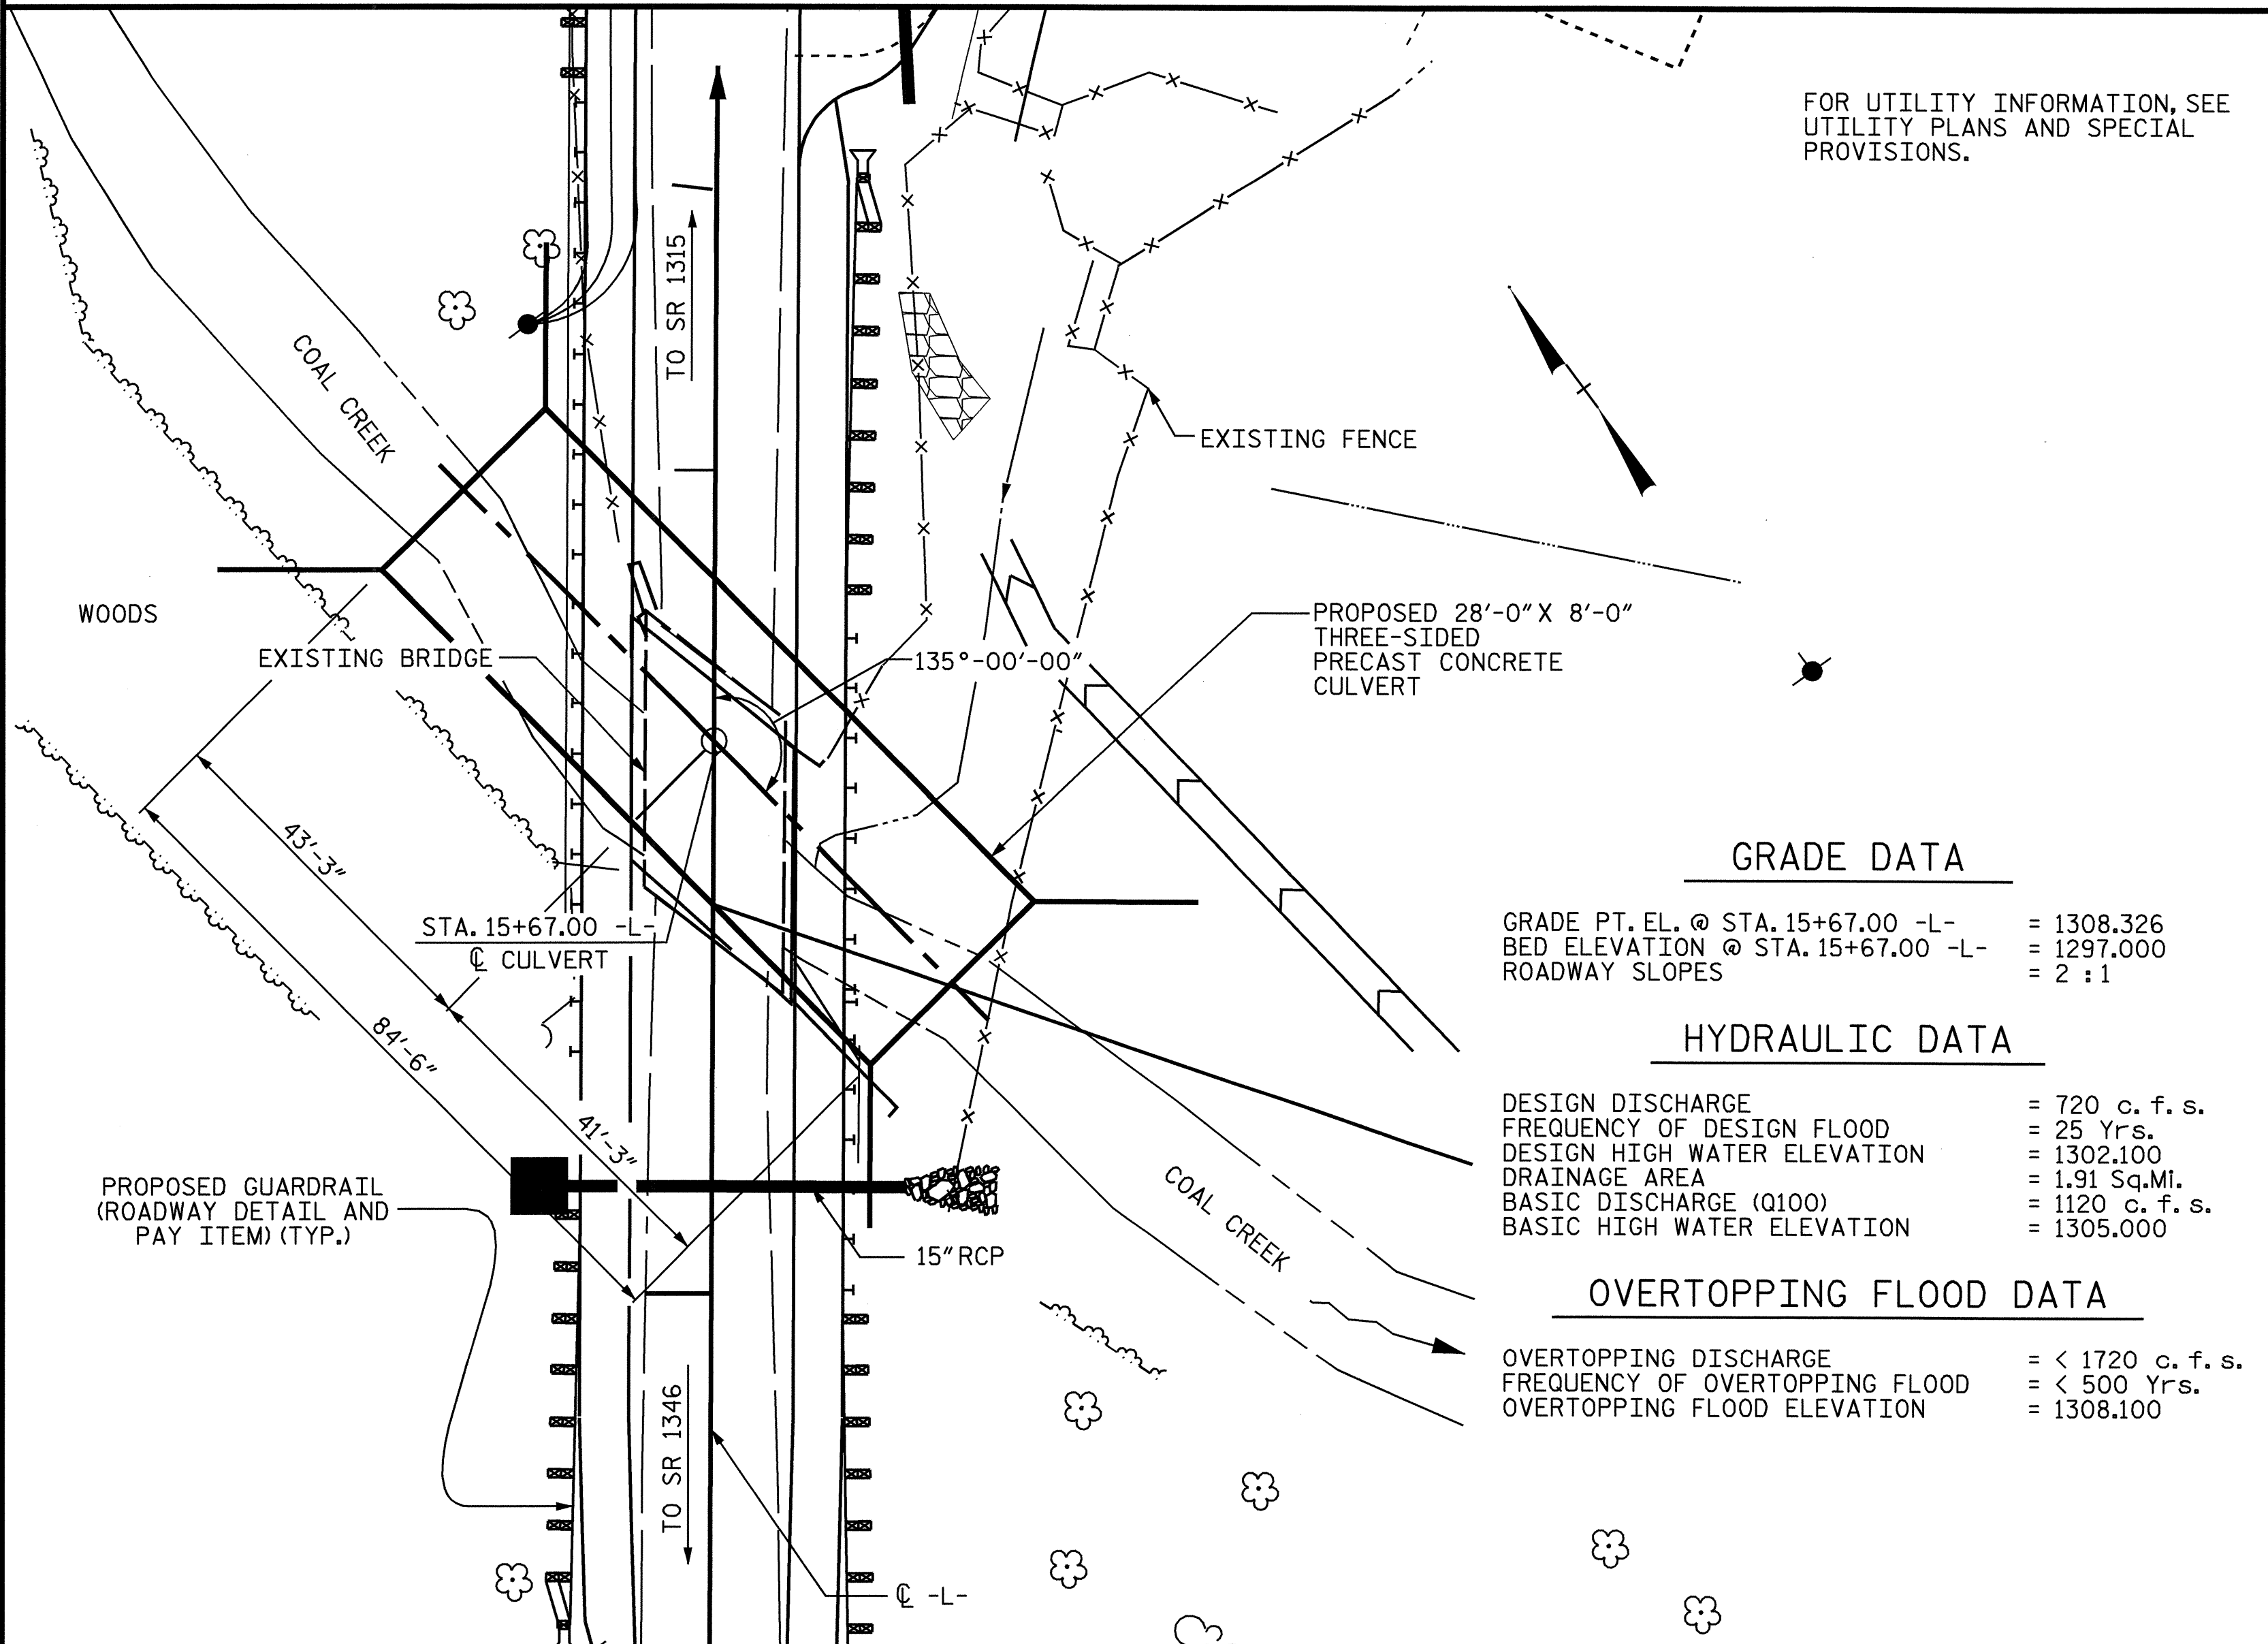 FOR UTILITY INFORMATION, SEE
UTILITY PLANS AND SPECIAL
PROVISIONS.
TO SR 1315
COAL CREEK
EXISTING FENCE
WOODS
EXISTING BRIDGE
135°-00'-00"
PROPOSED 28'-0" X 8'-0"
THREE-SIDED
PRECAST CONCRETE
CULVERT
43'-3"
STA. 15+67.00 -L-
℄ CULVERT
84'-6"
41'-3"
PROPOSED GUARDRAIL
(ROADWAY DETAIL AND
PAY ITEM) (TYP.)
15" RCP
COAL CREEK
TO SR 1346
℄ -L-
GRADE DATA
GRADE PT. EL. @ STA. 15+67.00 -L- = 1308.326
BED ELEVATION @ STA. 15+67.00 -L- = 1297.000
ROADWAY SLOPES = 2 : 1
HYDRAULIC DATA
DESIGN DISCHARGE = 720 c.f.s.
FREQUENCY OF DESIGN FLOOD = 25 Yrs.
DESIGN HIGH WATER ELEVATION = 1302.100
DRAINAGE AREA = 1.91 Sq.Mi.
BASIC DISCHARGE (Q100) = 1120 c.f.s.
BASIC HIGH WATER ELEVATION = 1305.000
OVERTOPPING FLOOD DATA
OVERTOPPING DISCHARGE = < 1720 c.f.s.
FREQUENCY OF OVERTOPPING FLOOD = < 500 Yrs.
OVERTOPPING FLOOD ELEVATION = 1308.100